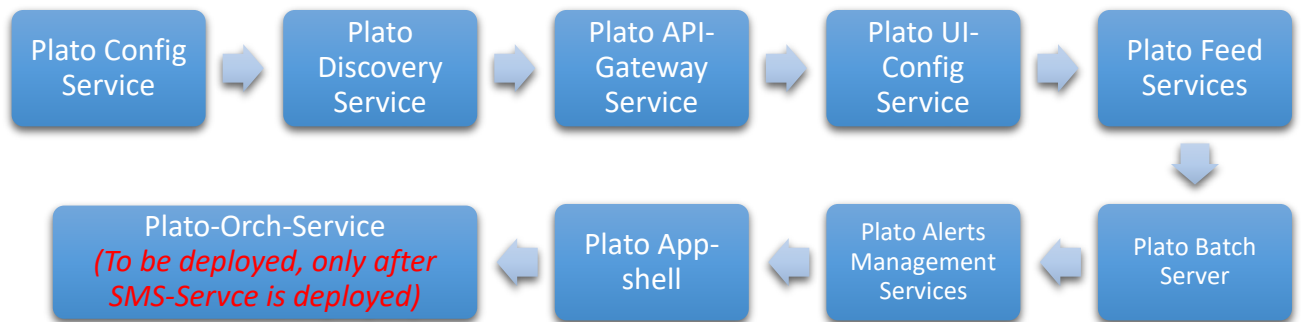 Plato Config
Service
Plato
Discovery
Service
Plato API-
Gateway
Service
Plato UI-
Config
Service
Plato Feed
Services
Plato Batch
Server
Plato Alerts
Management
Services
Plato App-
shell
Plato-Orch-Service
(To be deployed, only after
SMS-Servce is deployed)